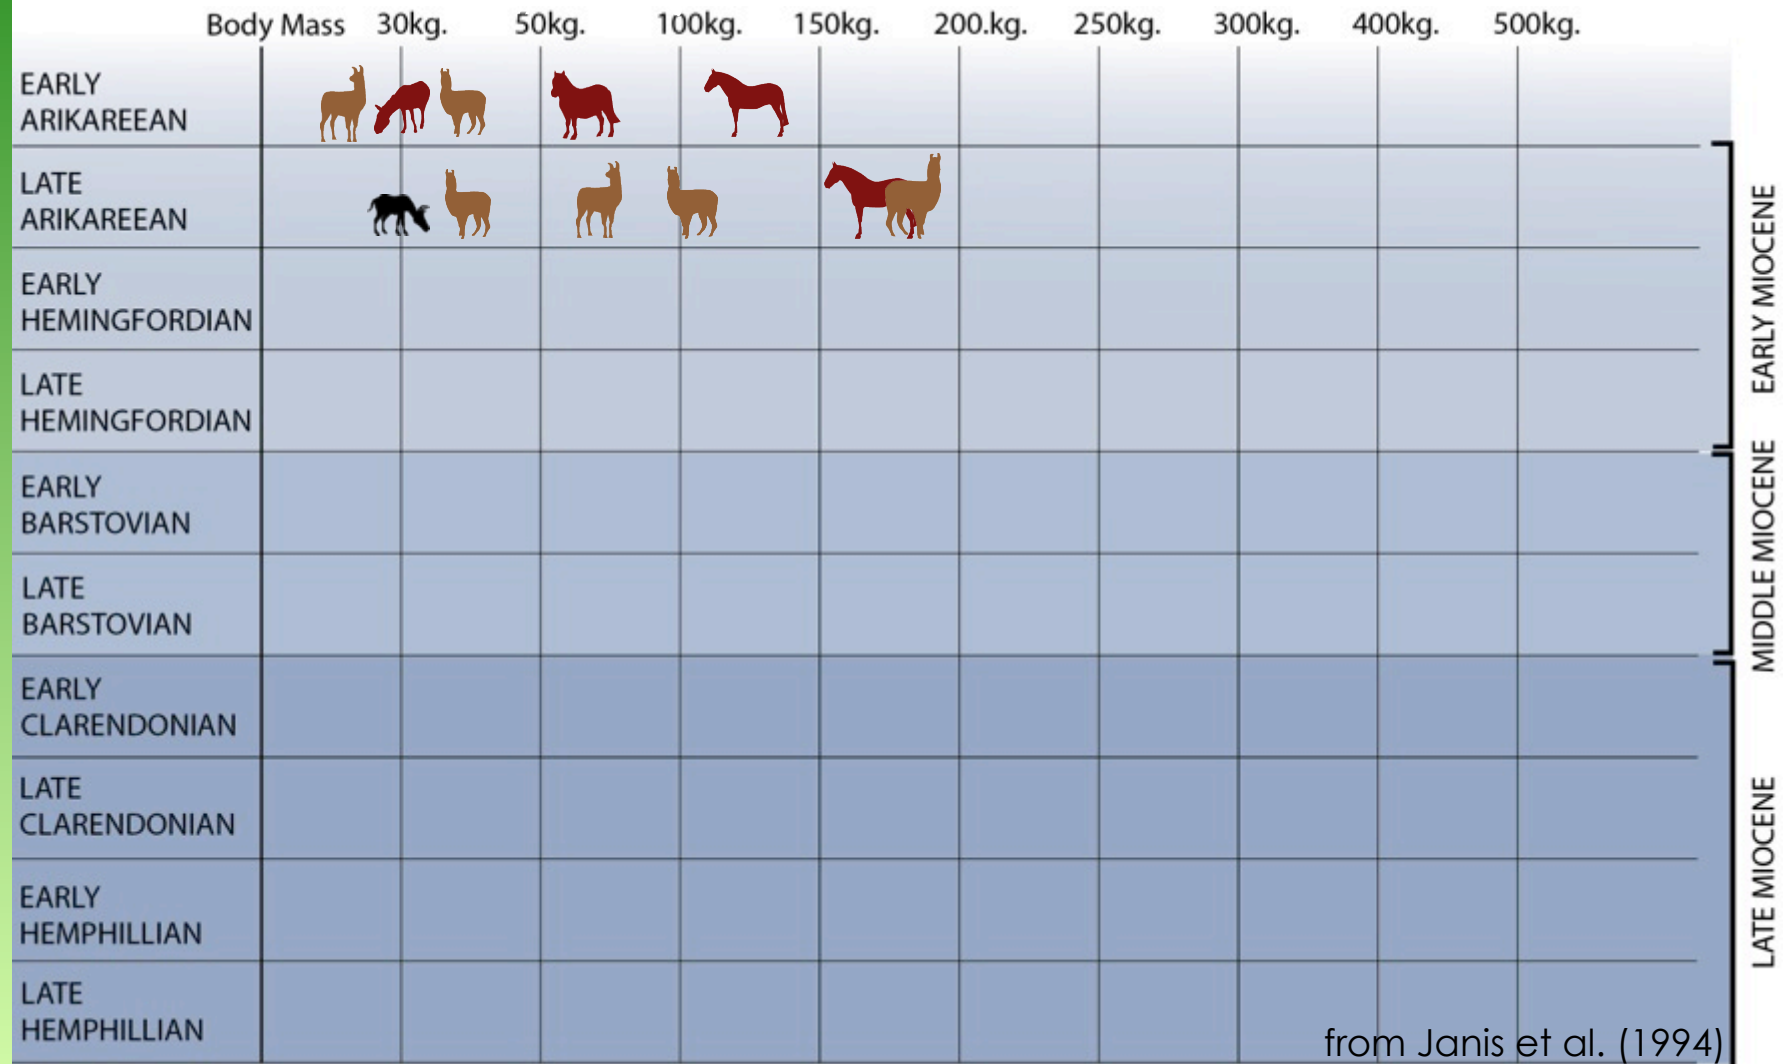 Body Mass 30kg. 50kg. 100kg. 150kg. 200.kg. 250kg. 300kg. 400kg. 500kg.
EARLY
ARIKAREEAN
LATE
ARIKAREEAN
EARLY
HEMINGFORDIAN
LATE
HEMINGFORDIAN
EARLY
BARSTOVIAN
LATE
BARSTOVIAN
EARLY
CLARENDONIAN
LATE
CLARENDONIAN
EARLY
HEMPHILLIAN
LATE
HEMPHILLIAN
EARLY MIOCENE
MIDDLE MIOCENE
LATE MIOCENE
from Janis et al. (1994)